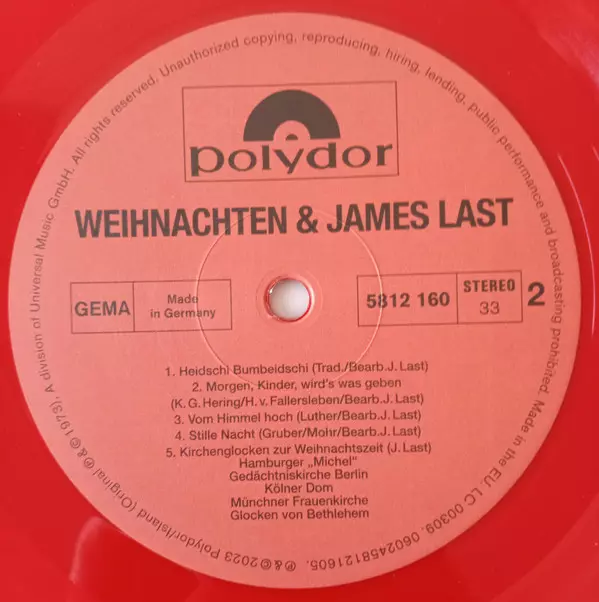 polydor
WEIHNACHTEN & JAMES LAST
GEMA
Made
in Germany
5812 160
STEREO
33
2
1. Heidschi Bumbeidschi (Trad./Bearb.J. Last)
2. Morgen, Kinder, wird's was geben
(K.G. Hering/H. v. Fallersleben/Bearb.J. Last)
3. Vom Himmel hoch (Luther/Bearb.J. Last)
4. Stille Nacht (Gruber/Mohr/Bearb.J. Last)
5. Kirchenglocken zur Weihnachtszeit (J. Last)
Hamburger „Michel"
Gedächtniskirche Berlin
Kölner Dom
Münchner Frauenkirche
Glocken von Bethlehem
℗&©2023 Polydor/Island (Original ℗&©1973), A division of Universal Music GmbH. All rights reserved. Unauthorized copying, reproducing, hiring, lending, public performance and broadcasting prohibited. Made in the EU. LC 00309. 0602458121605.